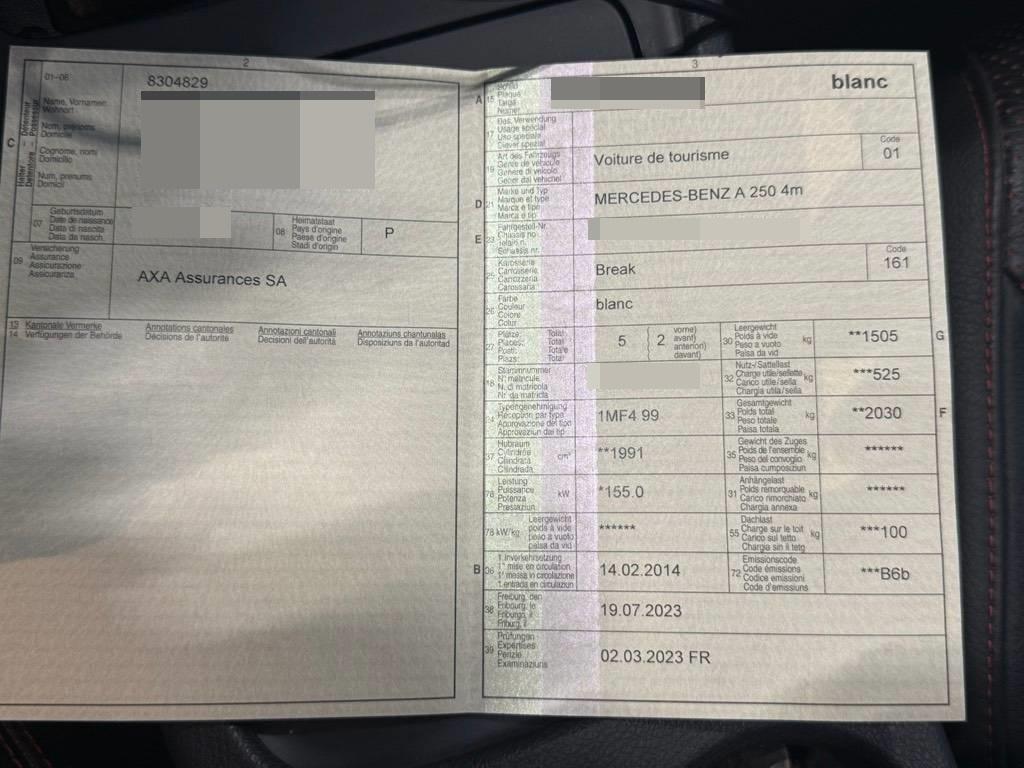 2
01-06
8304829
Name, Vornamen
Wohnort
Nom, prénoms
Domicile
Cognome, nomi
Domicilio
Num, prenums
Domicil
C
07
Geburtsdatum
Date de naissance
Data di nascita
Data da nasch.
08
Heimatstaat
Pays d'origine
Paese d'origine
Stadi d'origin
P
09
Versicherung
Assurance
Assicurazione
Assicuranza
AXA Assurances SA
13
14
Kantonale Vermerke
Verfügungen der Behörde
Annotations cantonales
Décisions de l'autorité
Annotazioni cantonali
Decisioni dell'autorità
Annotaziuns chantunalas
Disposiziuns da l'autoritad
3
A
15
Schild
Plaque
Targa
Numer
blanc
17
Bes. Verwendung
Usage spécial
Uso speciale
Diever spezial
19
Art des Fahrzeugs
Genre de véhicule
Genere di veicolo
Gener dal vehichel
Voiture de tourisme
Code
01
D
21
Marke und Typ
Marque et type
Marca e tipo
Marca e tip
MERCEDES-BENZ A 250 4m
E
23
Fahrgestell-Nr.
Châssis no
Telaio n.
Schassis nr.
25
Karosserie
Carrosserie
Carrozzeria
Carossaria
Break
Code
161
26
Farbe
Couleur
Colore
Colur
blanc
27
Plätze: Total
Places: Total
Posti: Totale
Plazs: Total
5 ( 2
vorne)
avant)
anteriori)
davant)
30
Leergewicht
Poids à vide
Peso a vuoto
Paisa da vid
kg
**1505
G
18
Stammnummer
N° matricule
N. di matricola
Nr. da matricla
32
Nutz-/Sattellast
Charge utile/sellette
Carico utile/sella
Chargia utila/sella
kg
***525
24
Typengenehmigung
Réception par type
Approvazione del tipo
Approvaziun dal tip
1MF4 99
33
Gesamtgewicht
Poids total
Peso totale
Paisa totala
kg
**2030
F
37
Hubraum
Cylindrée
Cilindrata
Cilindrada
cm³
**1991
35
Gewicht des Zuges
Poids de l'ensemble
Peso del convoglio
Paisa cumposiziun
kg
******
76
Leistung
Puissance
Potenza
Prestaziun
kW
*155.0
31
Anhängelast
Poids remorquable
Carico rimorchiato
Chargia annexa
kg
******
78 kW/kg
Leergewicht
poids à vide
peso a vuoto
paisa da vid
******
55
Dachlast
Charge sur le toit
Carico sul tetto
Chargia sin il tetg
kg
***100
B
36
1. Inverkehrsetzung
1re mise en circulation
1a messa in circolazione
1. entrada en circulaziun
14.02.2014
72
Emissionscode
Code émissions
Codice emissioni
Code d'emissiuns
***B6b
38
Freiburg, den
Fribourg, le
Friburgo, il
Friburg, il
19.07.2023
39
Prüfungen
Expertises
Perizie
Examinaziuns
02.03.2023 FR